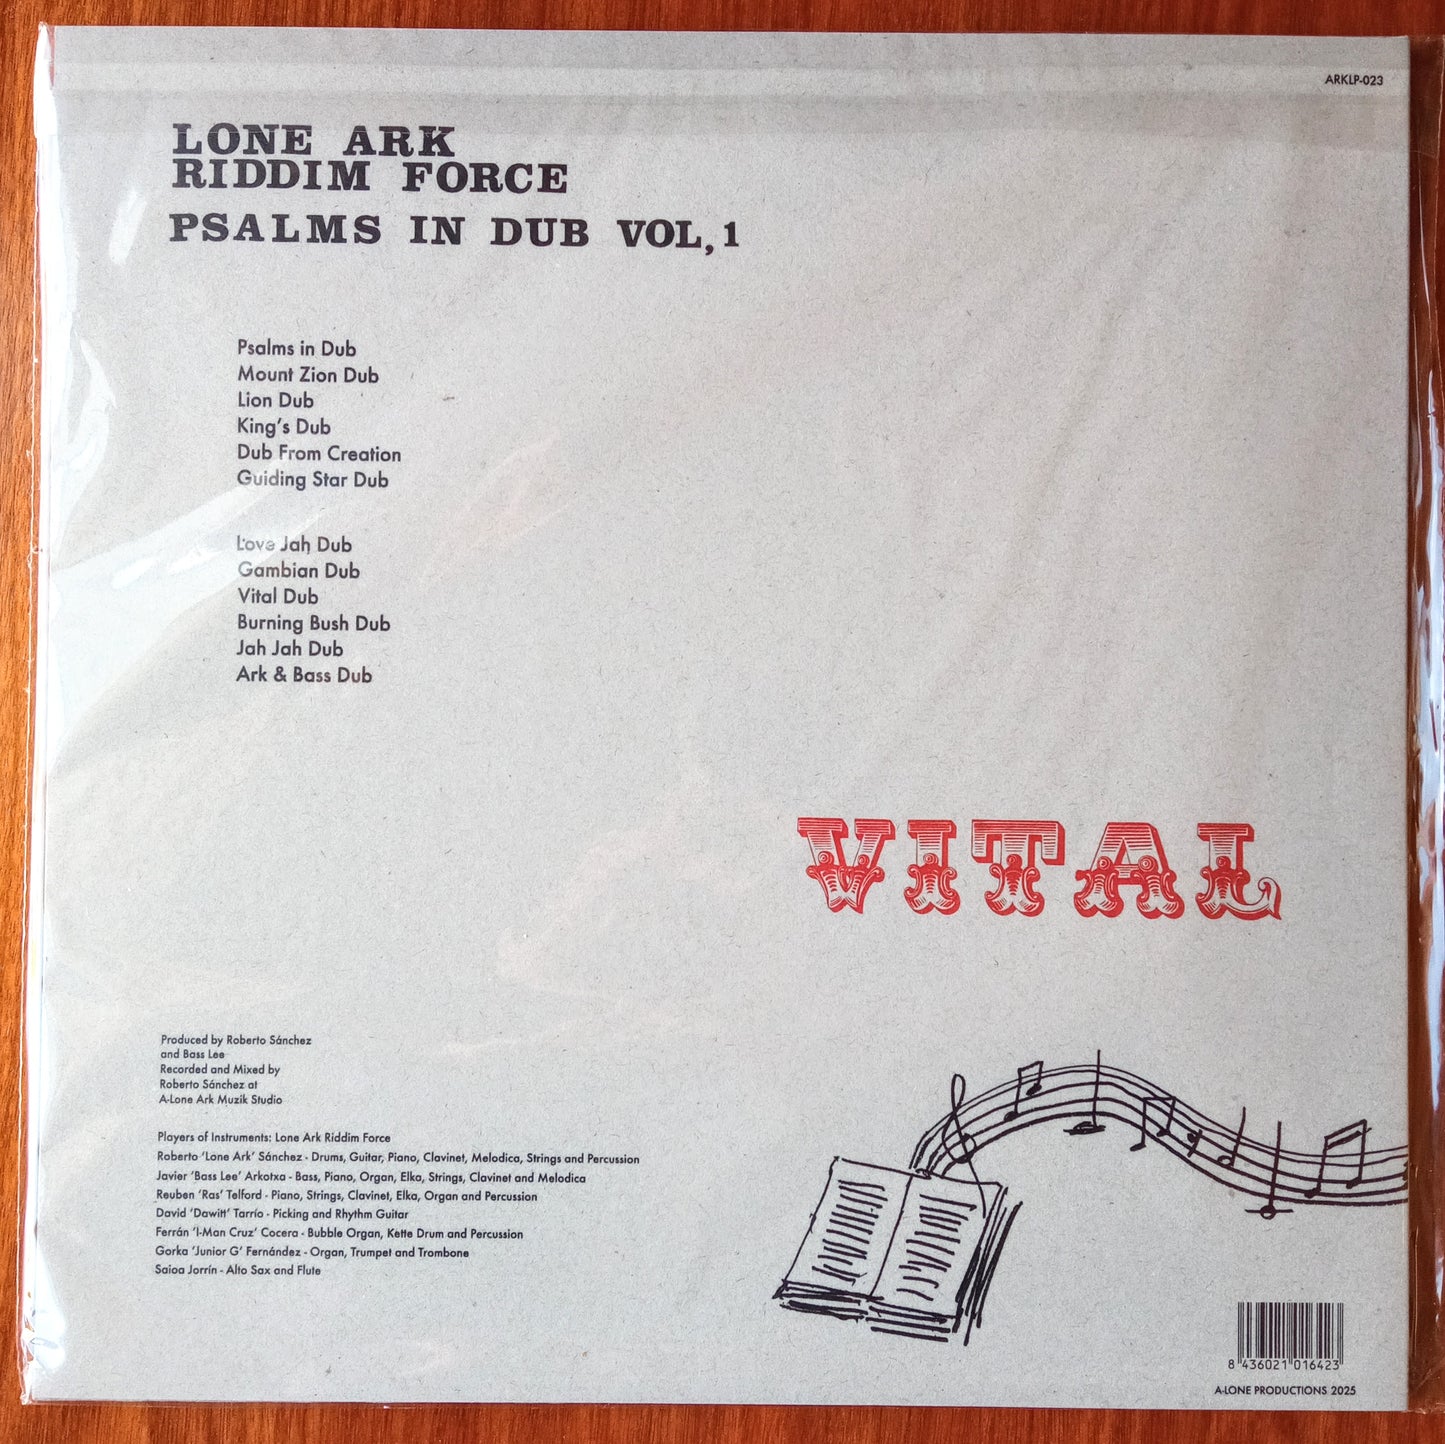 ARKLP-023
LONE ARK
RIDDIM FORCE
PSALMS IN DUB VOL, 1
Psalms in Dub
Mount Zion Dub
Lion Dub
King's Dub
Dub From Creation
Guiding Star Dub
Love Jah Dub
Gambian Dub
Vital Dub
Burning Bush Dub
Jah Jah Dub
Ark & Bass Dub
VITAL
Produced by Roberto Sánchez
and Bass Lee
Recorded and Mixed by
Roberto Sánchez at
A-Lone Ark Muzik Studio
Players of Instruments: Lone Ark Riddim Force
Roberto 'Lone Ark' Sánchez - Drums, Guitar, Piano, Clavinet, Melodica, Strings and Percussion
Javier 'Bass Lee' Arkotxa - Bass, Piano, Organ, Elka, Strings, Clavinet and Melodica
Reuben 'Ras' Telford - Piano, Strings, Clavinet, Elka, Organ and Percussion
David 'Dawitt' Tarrío - Picking and Rhythm Guitar
Ferrán 'I-Man Cruz' Cocera - Bubble Organ, Kette Drum and Percussion
Gorka 'Junior G' Fernández - Organ, Trumpet and Trombone
Saioa Jorrín - Alto Sax and Flute
8 436021 016423
A-LONE PRODUCTIONS 2025